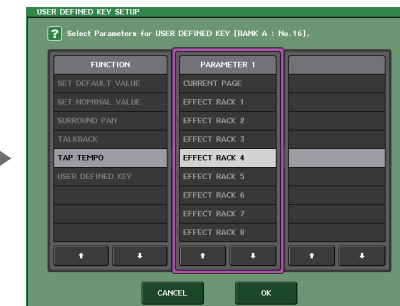 USER DEFINED KEY SETUP
? Select Parameters for USER DEFINED KEY [BANK A : No.16].
FUNCTION
SET DEFAULT VALUE
SET NOMINAL VALUE
SURROUND PAN
TALKBACK
TAP TEMPO
USER DEFINED KEY
PARAMETER 1
CURRENT PAGE
EFFECT RACK 1
EFFECT RACK 2
EFFECT RACK 3
EFFECT RACK 4
EFFECT RACK 5
EFFECT RACK 6
EFFECT RACK 7
EFFECT RACK 8
CANCEL
OK